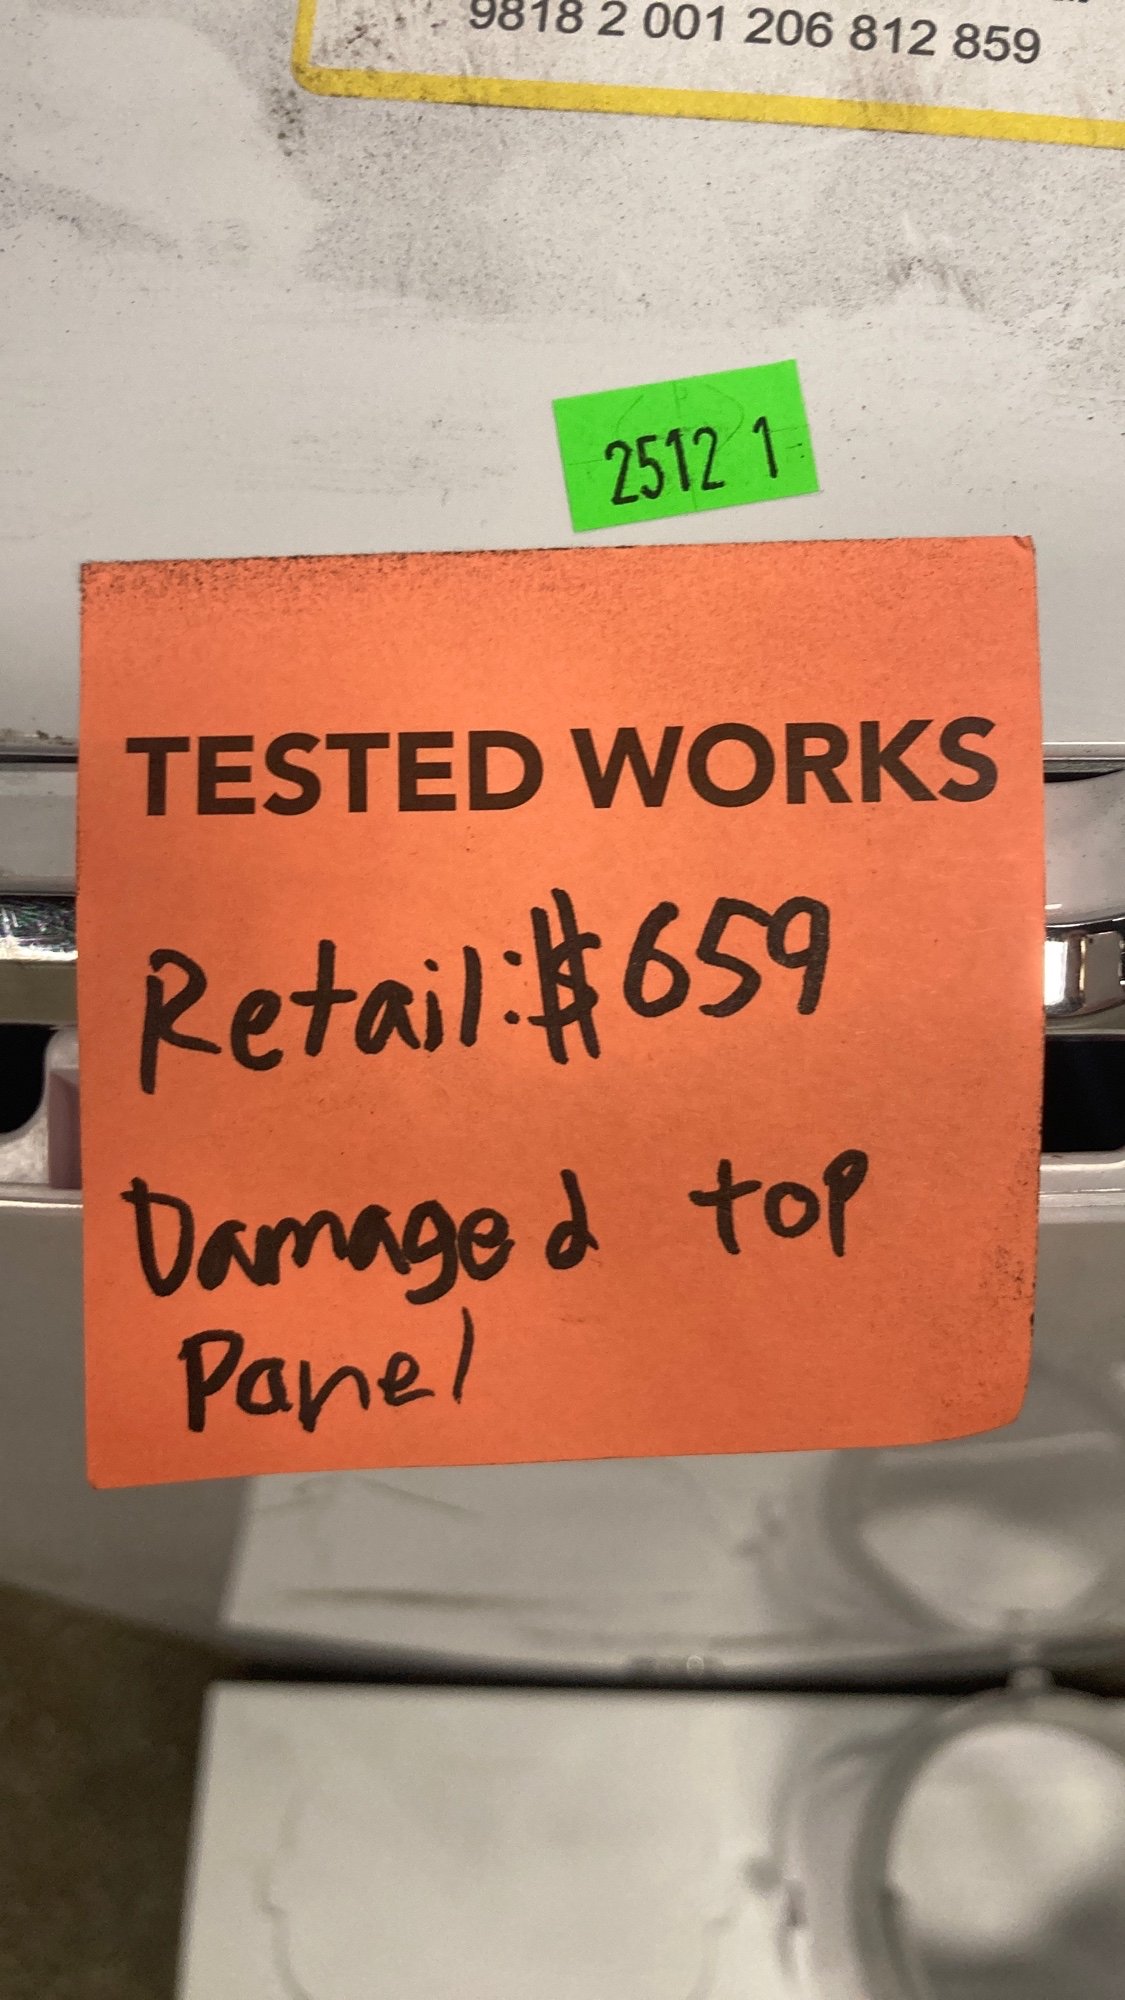 9818 2 001 206 812 859
2512 1
TESTED WORKS
Retail: $659
Damaged top
Panel